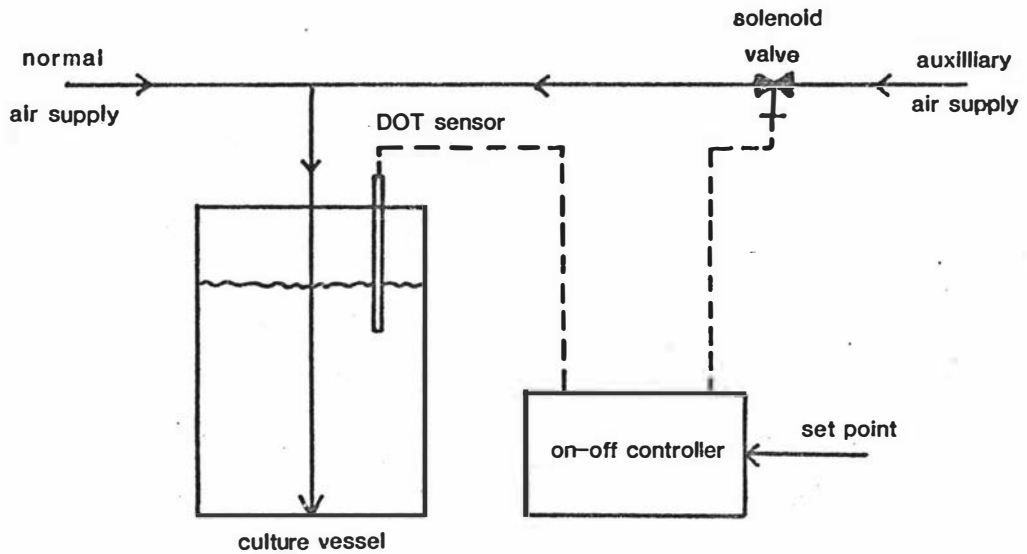 solenoid
valve
normal
air supply
auxilliary
air supply
DOT sensor
on-off controller
set point
culture vessel